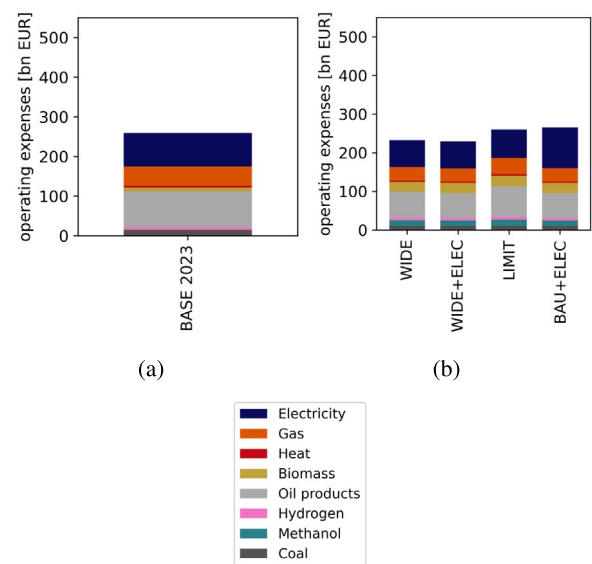 operating expenses [bn EUR]
500
400
300
200
100
0
BASE 2023
(a)
operating expenses [bn EUR]
500
400
300
200
100
0
WIDE
WIDE+ELEC
LIMIT
BAU+ELEC
(b)
Electricity
Gas
Heat
Biomass
Oil products
Hydrogen
Methanol
Coal